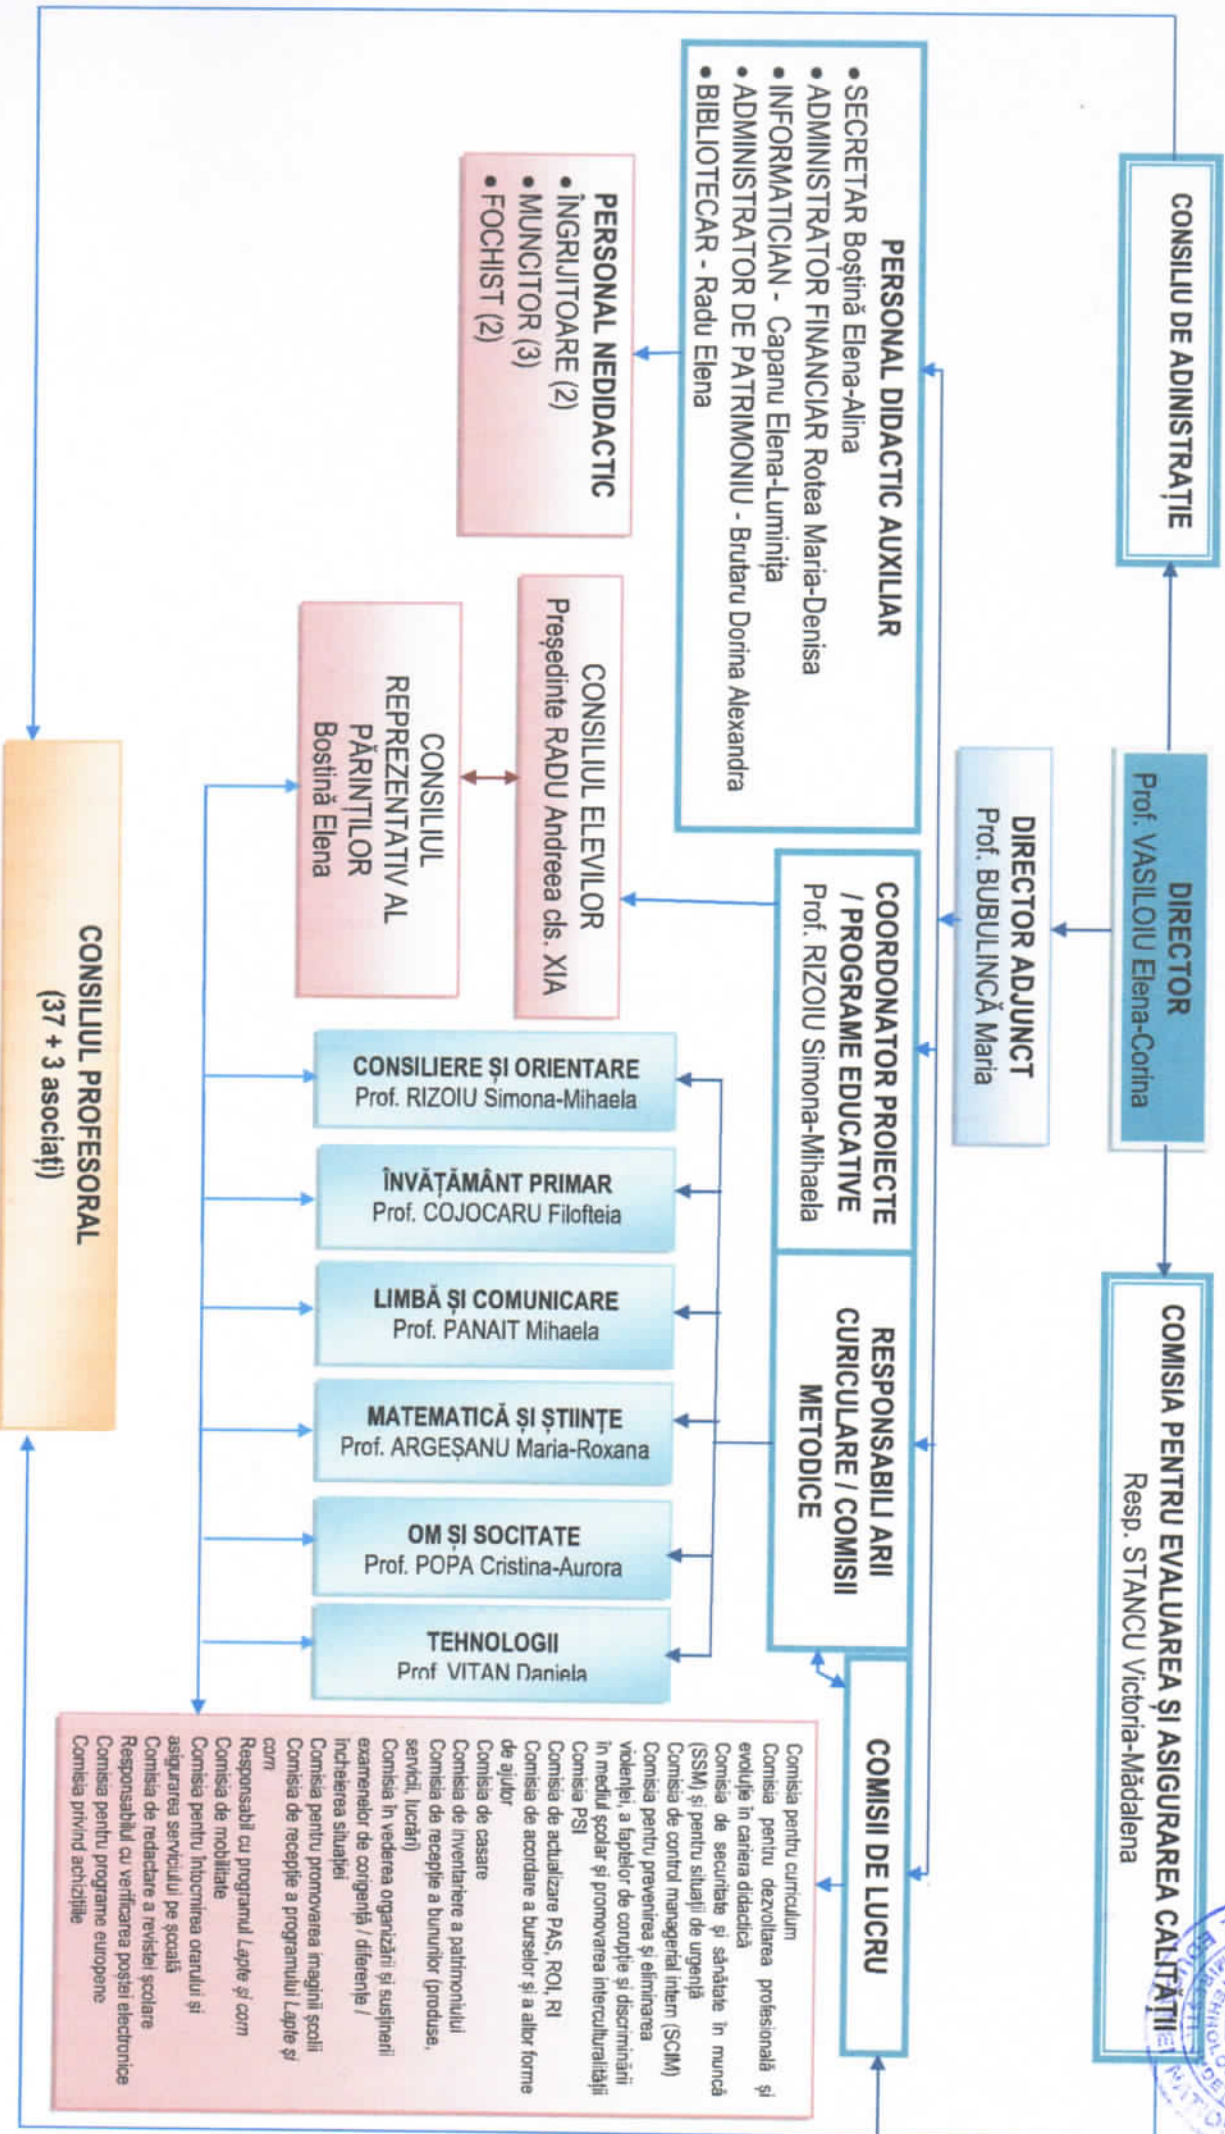 CONSILIU DE ADINISTRAȚIE
DIRECTOR
Prof. VASILOIU Elena-Corina
COMISIA PENTRU EVALUAREA ȘI ASIGURAREA CALITĂȚII
Resp. STANCU Victoria-Mădalena
DIRECTOR ADJUNCT
Prof. BUBULINCĂ Maria
PERSONAL DIDACTIC AUXILIAR
• SECRETAR Boștină Elena-Alina
• ADMINISTRATOR FINANCIAR Rotea Maria-Denisa
• INFORMATICIAN - Capanu Elena-Luminița
• ADMINISTRATOR DE PATRIMONIU - Brutaru Dorina Alexandra
• BIBLIOTECAR - Radu Elena
COORDONATOR PROIECTE
/ PROGRAME EDUCATIVE
Prof. RIZOIU Simona-Mihaela
RESPONSABILI ARII
CURICULARE / COMISII
METODICE
COMISII DE LUCRU
PERSONAL NEDIDACTIC
• ÎNGRIJITOARE (2)
• MUNCITOR (3)
• FOCHIST (2)
CONSILIUL ELEVILOR
Președinte RADU Andreea cls. XIA
CONSILIUL
REPREZENTATIV AL
PĂRINȚILOR
Boștină Elena
CONSILIERE ȘI ORIENTARE
Prof. RIZOIU Simona-Mihaela
ÎNVĂȚĂMÂNT PRIMAR
Prof. COJOCARU Filofteia
LIMBĂ ȘI COMUNICARE
Prof. PANAIT Mihaela
MATEMATICĂ ȘI ȘTIINȚE
Prof. ARGEȘANU Maria-Roxana
OM ȘI SOCITATE
Prof. POPA Cristina-Aurora
TEHNOLOGII
Prof VITAN Daniela
Comisia pentru curriculum
Comisia pentru dezvoltarea profesională și
evoluție în cariera didactică
Comisia de securitate și sănătate în muncă
(SSM) și pentru situații de urgență
Comisia de control managerial intern (SCIM)
Comisia pentru prevenirea și eliminarea
violenței, a faptelor de corupție și discriminării
în mediul școlar și promovarea interculturalității
Comisia PSI
Comisia de actualizare PAS, ROI, RI
Comisia de acordare a burselor și a altor forme
de ajutor
Comisia de casare
Comisia de inventariere a patrimoniului
Comisia de recepție a bunurilor (produse,
servicii, lucrări)
Comisia în vederea organizării și susținerii
examenelor de corigență / diferențe /
încheierea situației
Comisia pentru promovarea imaginii școlii
Comisia de recepție a programului Lapte și
corn
Responsabil cu programul Lapte și corn
Comisia de mobilitate
Comisia pentru întocmirea orarului și
asigurarea serviciului pe școală
Comisia de redactare a revistei școlare
Responsabilul cu verificarea poștei electronice
Comisia pentru programe europene
Comisia privind achizițiile
CONSILIUL PROFESORAL
(37 + 3 asociați)